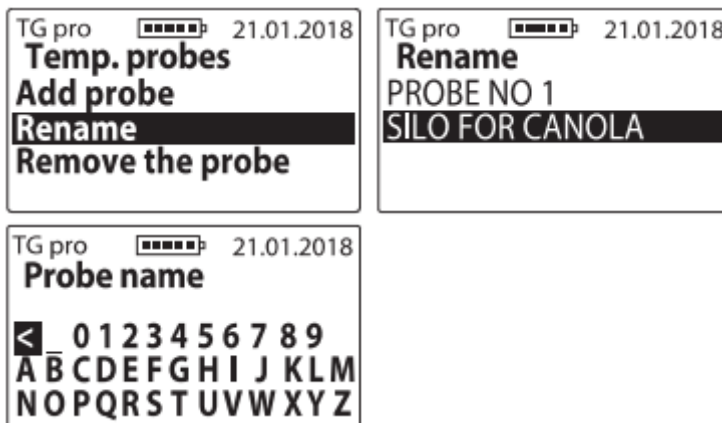 TG pro 21.01.2018
Temp. probes
Add probe
Rename
Remove the probe
TG pro 21.01.2018
Rename
PROBE NO 1
SILO FOR CANOLA
TG pro 21.01.2018
Probe name
< _ 0 1 2 3 4 5 6 7 8 9
A B C D E F G H I J K L M
N O P Q R S T U V W X Y Z